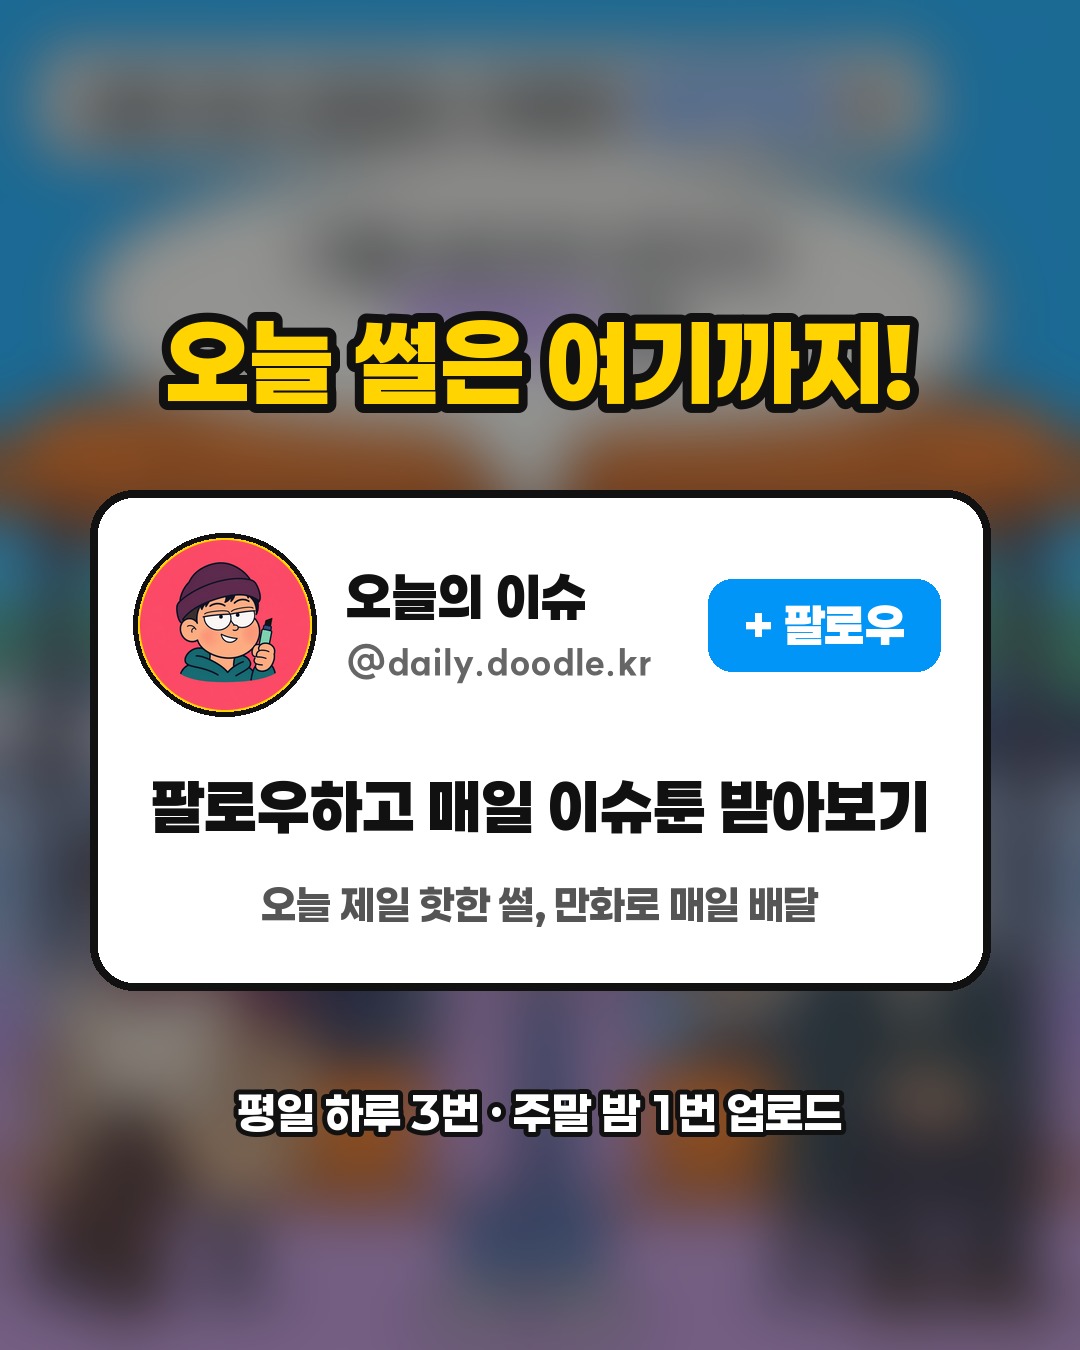 오늘 썰은 여기까지!
오늘의 이슈
@daily.doodle.kr
+ 팔로우
팔로우하고 매일 이슈툰 받아보기
오늘 제일 핫한 썰, 만화로 매일 배달
평일 하루 3번 · 주말 밤 1번 업로드